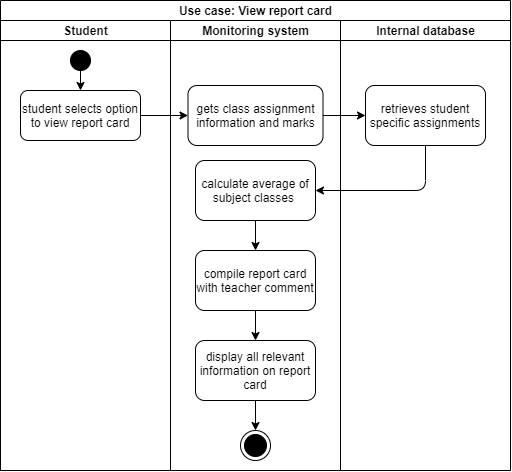 Use case: View report card
Student
Monitoring system
Internal database
student selects option
to view report card
gets class assignment
information and marks
retrieves student
specific assignments
calculate average of
subject classes
compile report card
with teacher comment
display all relevant
information on report
card